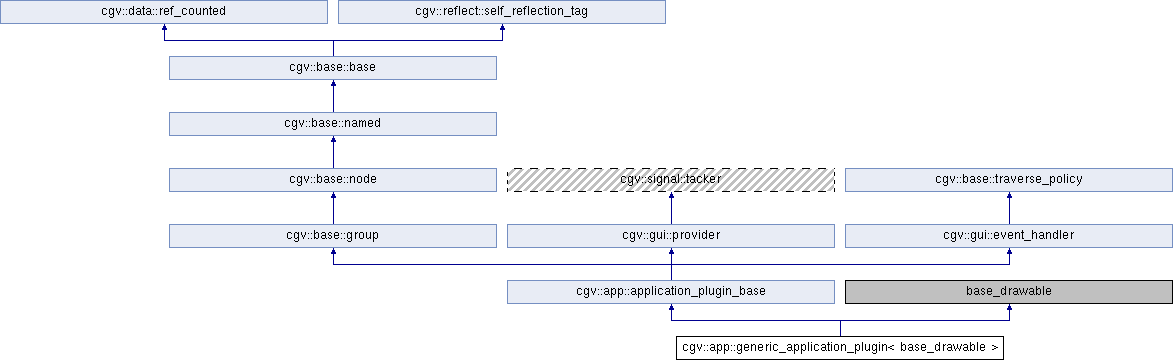 cgv::data::ref_counted
cgv::reflect::self_reflection_tag
cgv::base::base
cgv::base::named
cgv::base::node
cgv::signal::tacker
cgv::base::traverse_policy
cgv::base::group
cgv::gui::provider
cgv::gui::event_handler
cgv::app::application_plugin_base
base_drawable
cgv::app::generic_application_plugin< base_drawable >